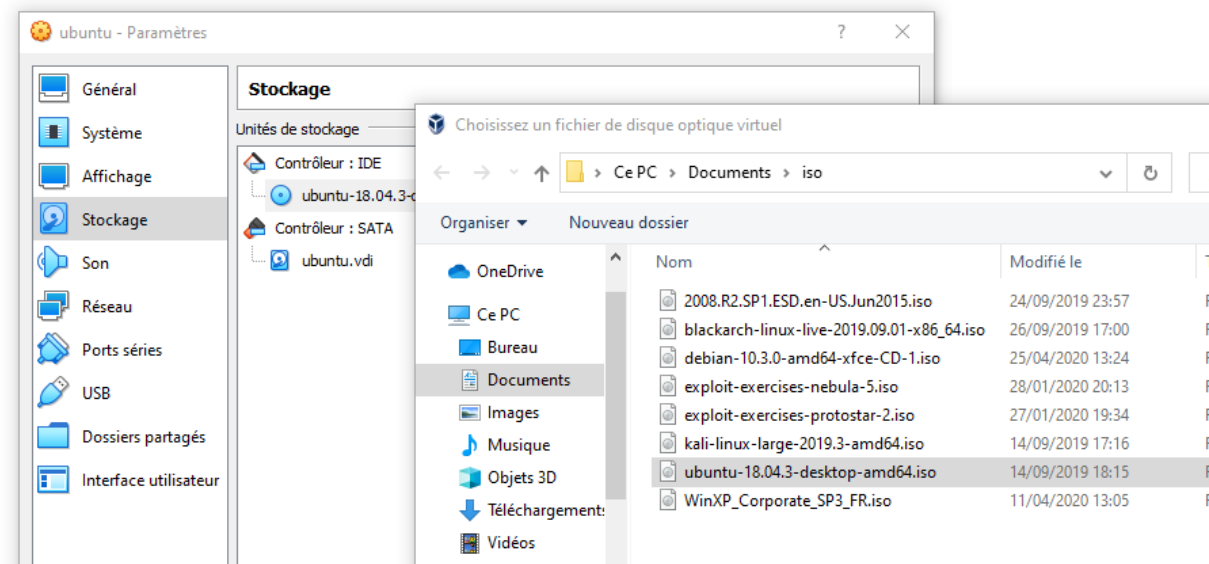 ubuntu - Paramètres
?
Général
Système
Affichage
Stockage
Son
Réseau
Ports séries
USB
Dossiers partagés
Interface utilisateur
Stockage
Unités de stockage
Contrôleur : IDE
ubuntu-18.04.3-
Contrôleur : SATA
ubuntu.vdi
Choisissez un fichier de disque optique virtuel
Ce PC > Documents > iso
Organiser Nouveau dossier
OneDrive
Ce PC
Bureau
Documents
Images
Musique
Objets 3D
Téléchargements
Vidéos
Nom Modifié le
2008.R2.SP1.ESD.en-US.Jun2015.iso 24/09/2019 23:57
blackarch-linux-live-2019.09.01-x86_64.iso 26/09/2019 17:00
debian-10.3.0-amd64-xfce-CD-1.iso 25/04/2020 13:24
exploit-exercises-nebula-5.iso 28/01/2020 20:13
exploit-exercises-protostar-2.iso 27/01/2020 19:34
kali-linux-large-2019.3-amd64.iso 14/09/2019 17:16
ubuntu-18.04.3-desktop-amd64.iso 14/09/2019 18:15
WinXP_Corporate_SP3_FR.iso 11/04/2020 13:05